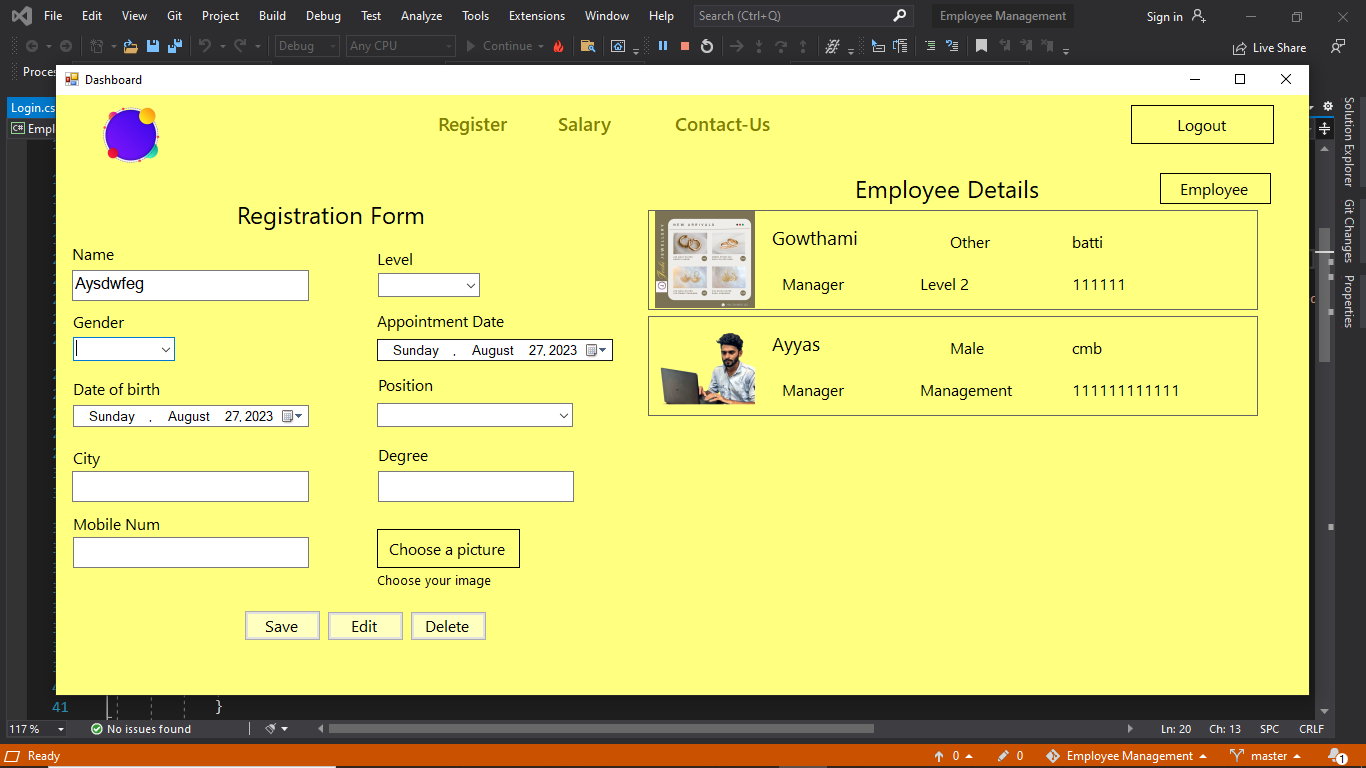 File Edit View Git Project Build Debug Test Analyze Tools Extensions Window Help Search (Ctrl+Q) Employee Management Sign in
Debug Any CPU Continue Live Share
Proces
Dashboard
Login.cs
Empl
Register Salary Contact-Us Logout
Employee Details Employee
Registration Form
Name
Aysdwfeg
Gender
Date of birth
Sunday , August 27, 2023
City
Mobile Num
Level
Appointment Date
Sunday , August 27, 2023
Position
Degree
Choose a picture
Choose your image
Save Edit Delete
NEW ARRIVALS
Gowthami Other batti
Manager Level 2 111111
Ayyas Male cmb
Manager Management 111111111111
Solution Explorer
Git Changes
Properties
41 }
117 % No issues found Ln: 20 Ch: 13 SPC CRLF
Ready 0 0 Employee Management master 1